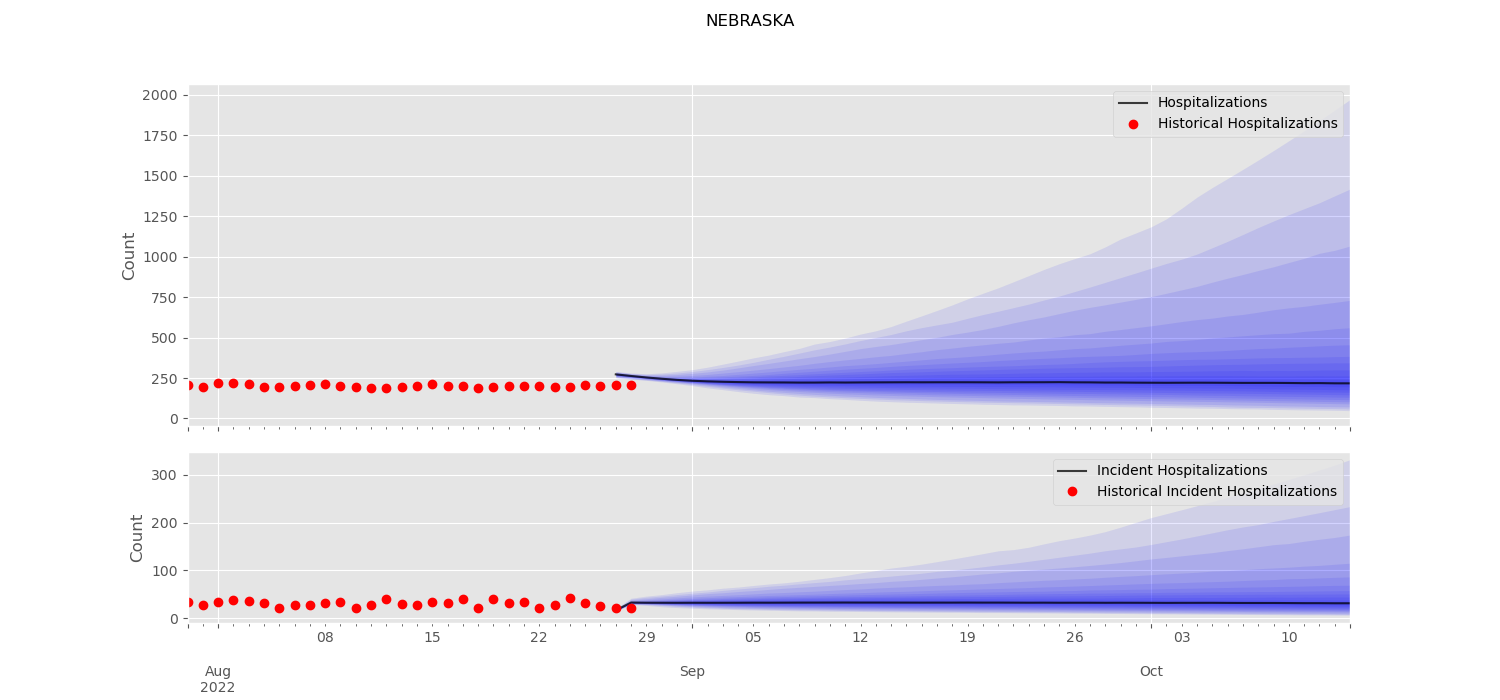 NEBRASKA
2000
1750
1500
1250
1000
750
500
250
0
Count
Hospitalizations
Historical Hospitalizations
300
200
100
0
Count
Incident Hospitalizations
Historical Incident Hospitalizations
08 15 22 29 05 12 19 26 03 10
Aug Sep Oct
2022